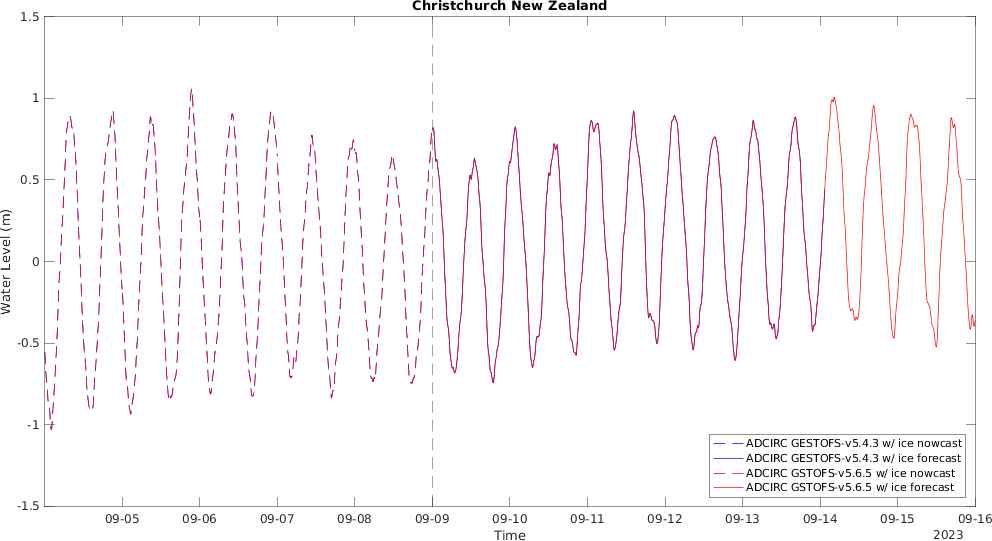 Christchurch New Zealand
1.5
1
0.5
0
-0.5
-1
-1.5
Water Level (m)
ADCIRC GESTOFS-v5.4.3 w/ ice nowcast
ADCIRC GESTOFS-v5.4.3 w/ ice forecast
ADCIRC GSTOFS-v5.6.5 w/ ice nowcast
ADCIRC GSTOFS-v5.6.5 w/ ice forecast
09-05 09-06 09-07 09-08 09-09 09-10 09-11 09-12 09-13 09-14 09-15 09-16
Time
2023